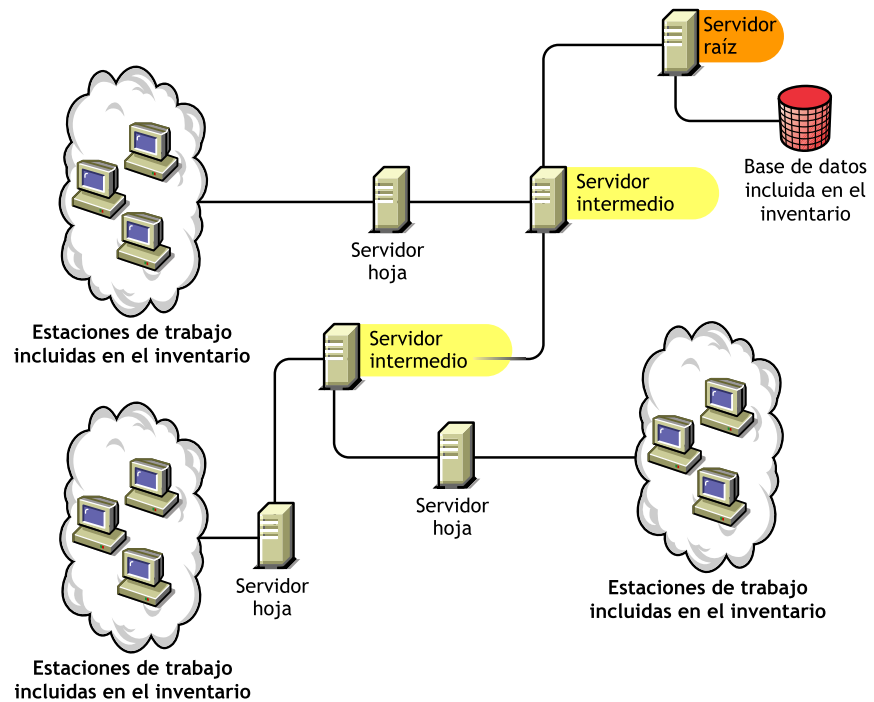 Servidor
raíz
Base de datos
incluida en el
inventario
Servidor
intermedio
Servidor
hoja
Estaciones de trabajo
incluidas en el inventario
Servidor
intermedio
Servidor
hoja
Servidor
hoja
Estaciones de trabajo
incluidas en el inventario
Estaciones de trabajo
incluidas en el inventario